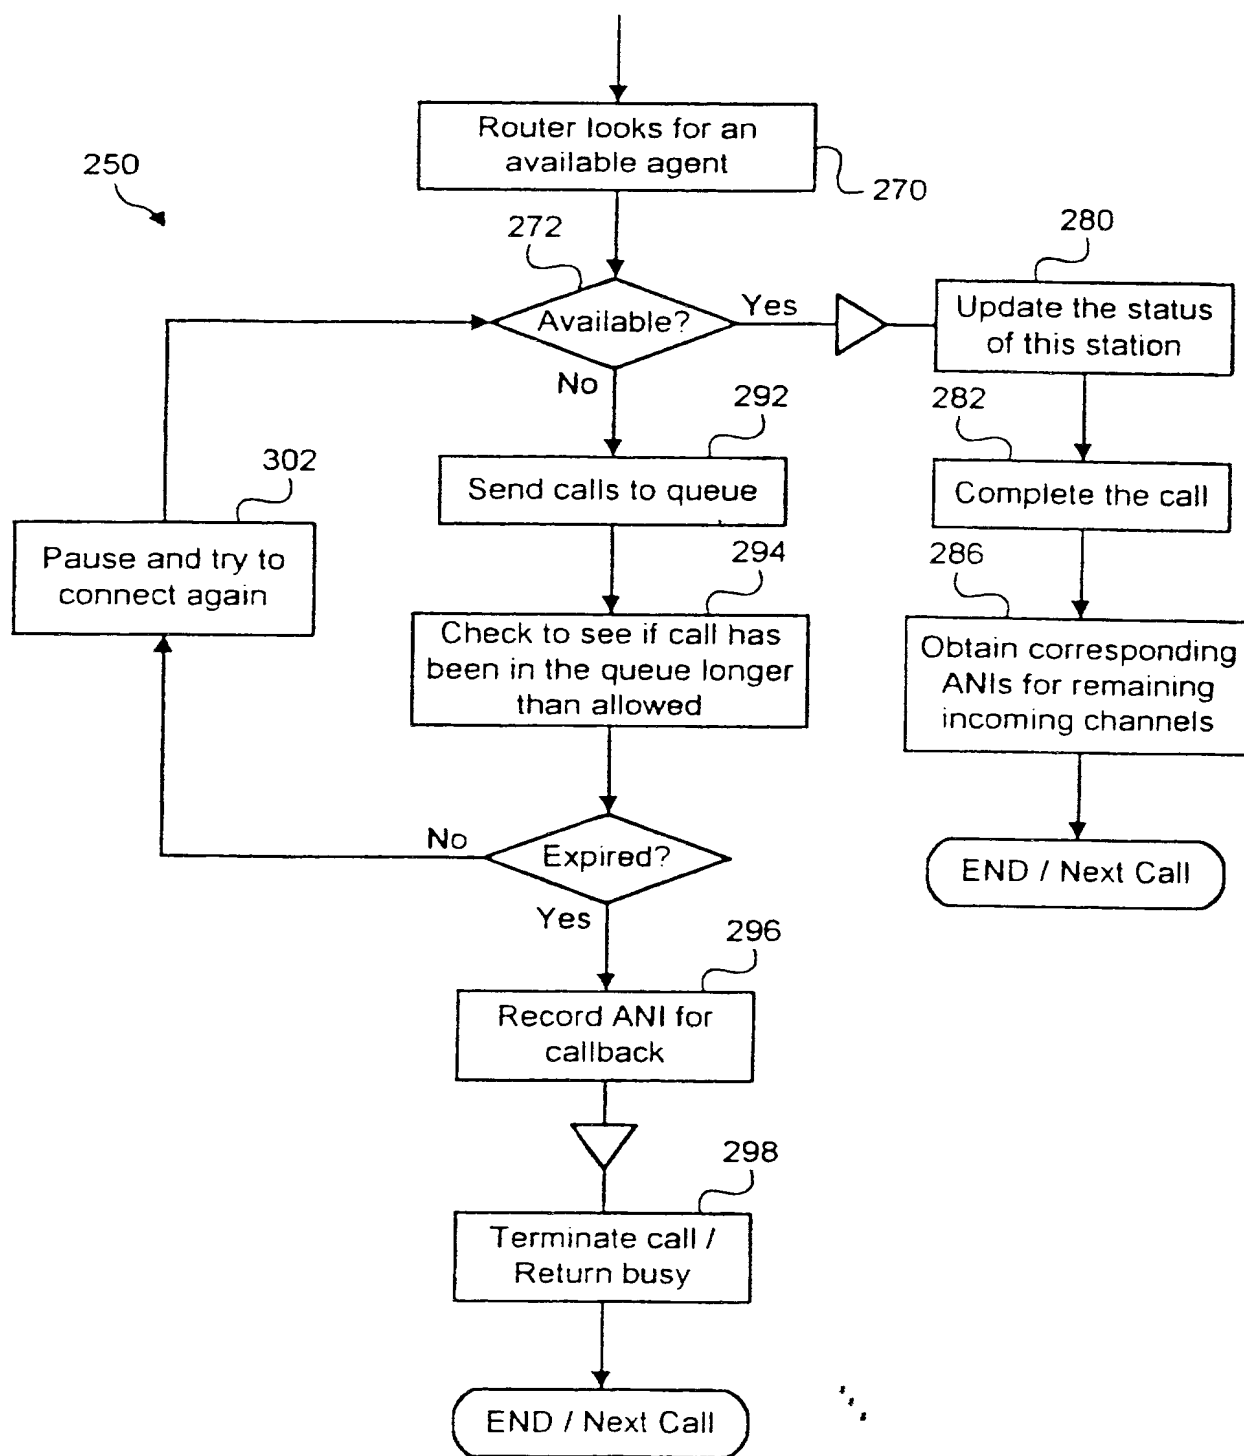 Router looks for an
available agent
270
250
272
280
Available?
Yes
Update the status
of this station
No
292
282
302
Send calls to queue
Complete the call
Pause and try to
connect again
294
286
Check to see if call has
been in the queue longer
than allowed
Obtain corresponding
ANIs for remaining
incoming channels
No
Expired?
END / Next Call
Yes
296
Record ANI for
callback
298
Terminate call /
Return busy
END / Next Call